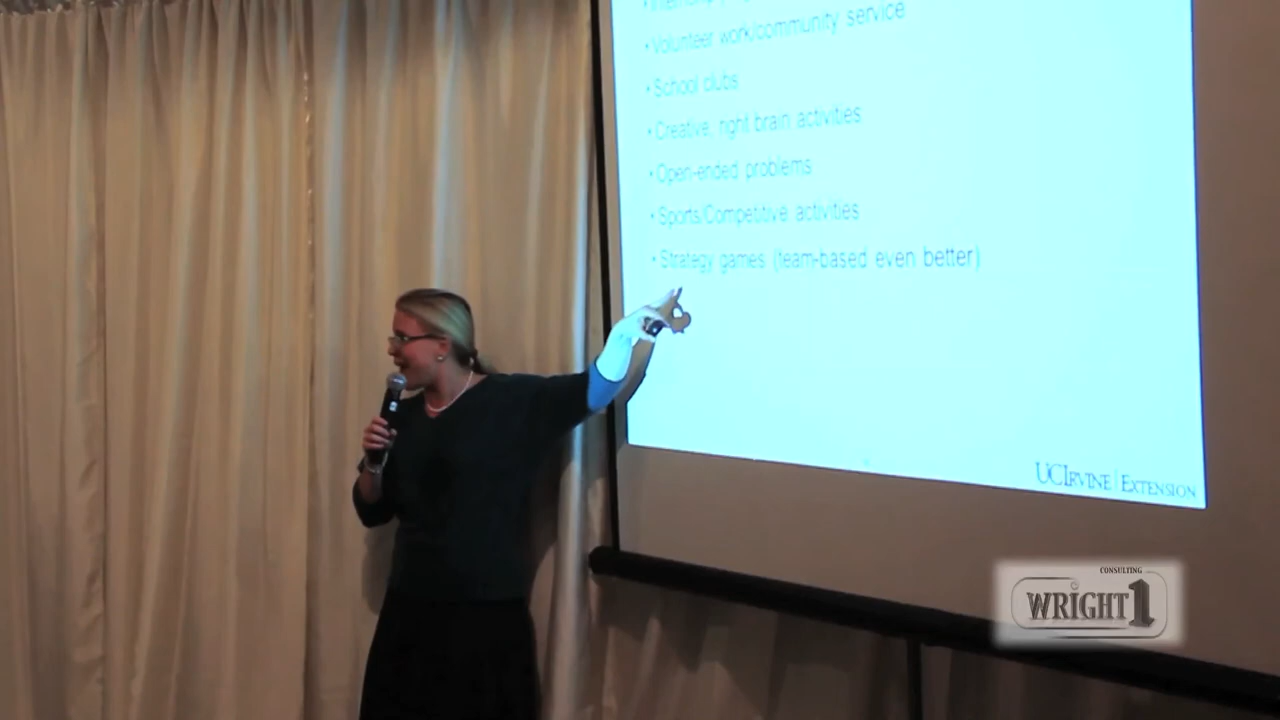 • Volunteer work/community service
• School clubs
• Creative, right brain activities
• Open-ended problems
• Sports/Competitive activities
• Strategy games (team-based even better)
UCIRVINE | EXTENSION
CONSULTING
WRIGHT1